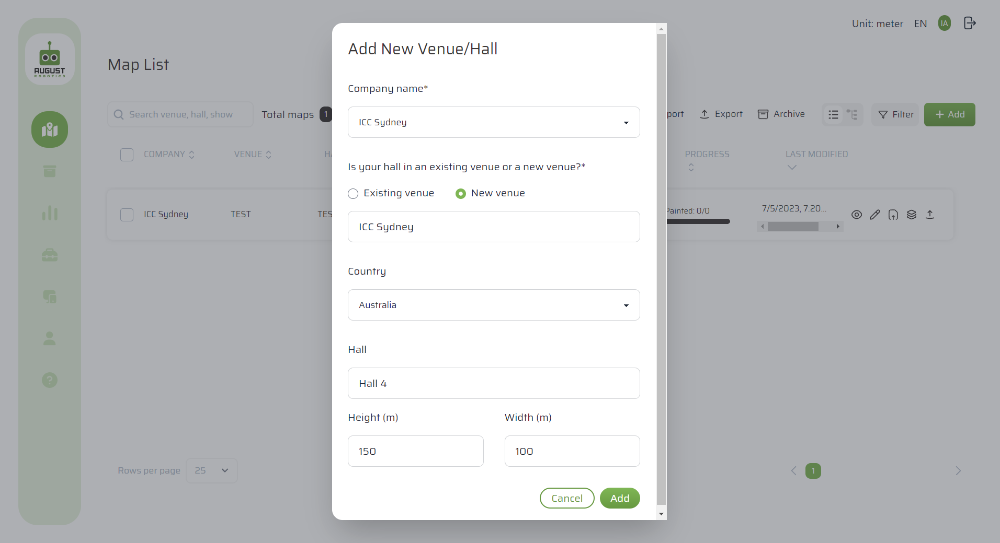 Unit: meter EN IA
AUGUST
ROBOTICS
Map List
Search venue, hall, show Total maps 1 port Export Archive Filter + Add
COMPANY VENUE HA PROGRESS LAST MODIFIED
ICC Sydney TEST TES Painted: 0/0 7/5/2023, 7:20...
Rows per page 25 1
Add New Venue/Hall
Company name*
ICC Sydney
Is your hall in an existing venue or a new venue?*
Existing venue New venue
ICC Sydney
Country
Australia
Hall
Hall 4
Height (m) Width (m)
150 100
Cancel Add